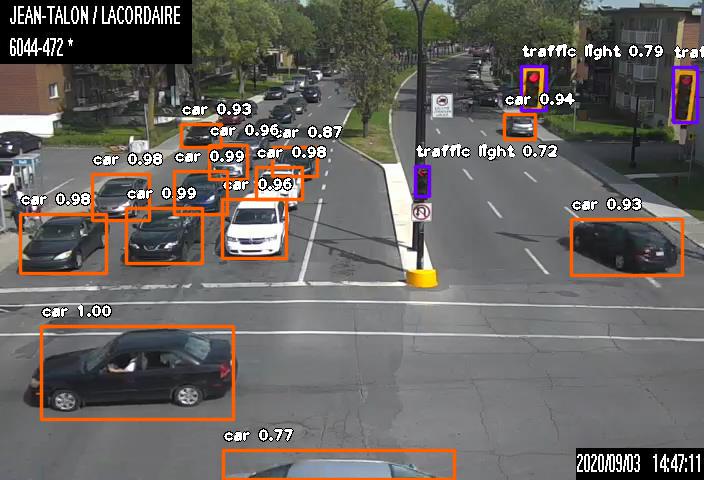 JEAN-TALON / LACORDAIRE
6044-472 *
traffic light 0.79 traf
car 0.93
car 0.94
car 0.96
car 0.87
car 0.98
car 0.99
car 0.98
traffic light 0.72
car 0.98
car 0.99
car 0.96
car 0.93
car 1.00
car 0.77
2020/09/03 14:47:11